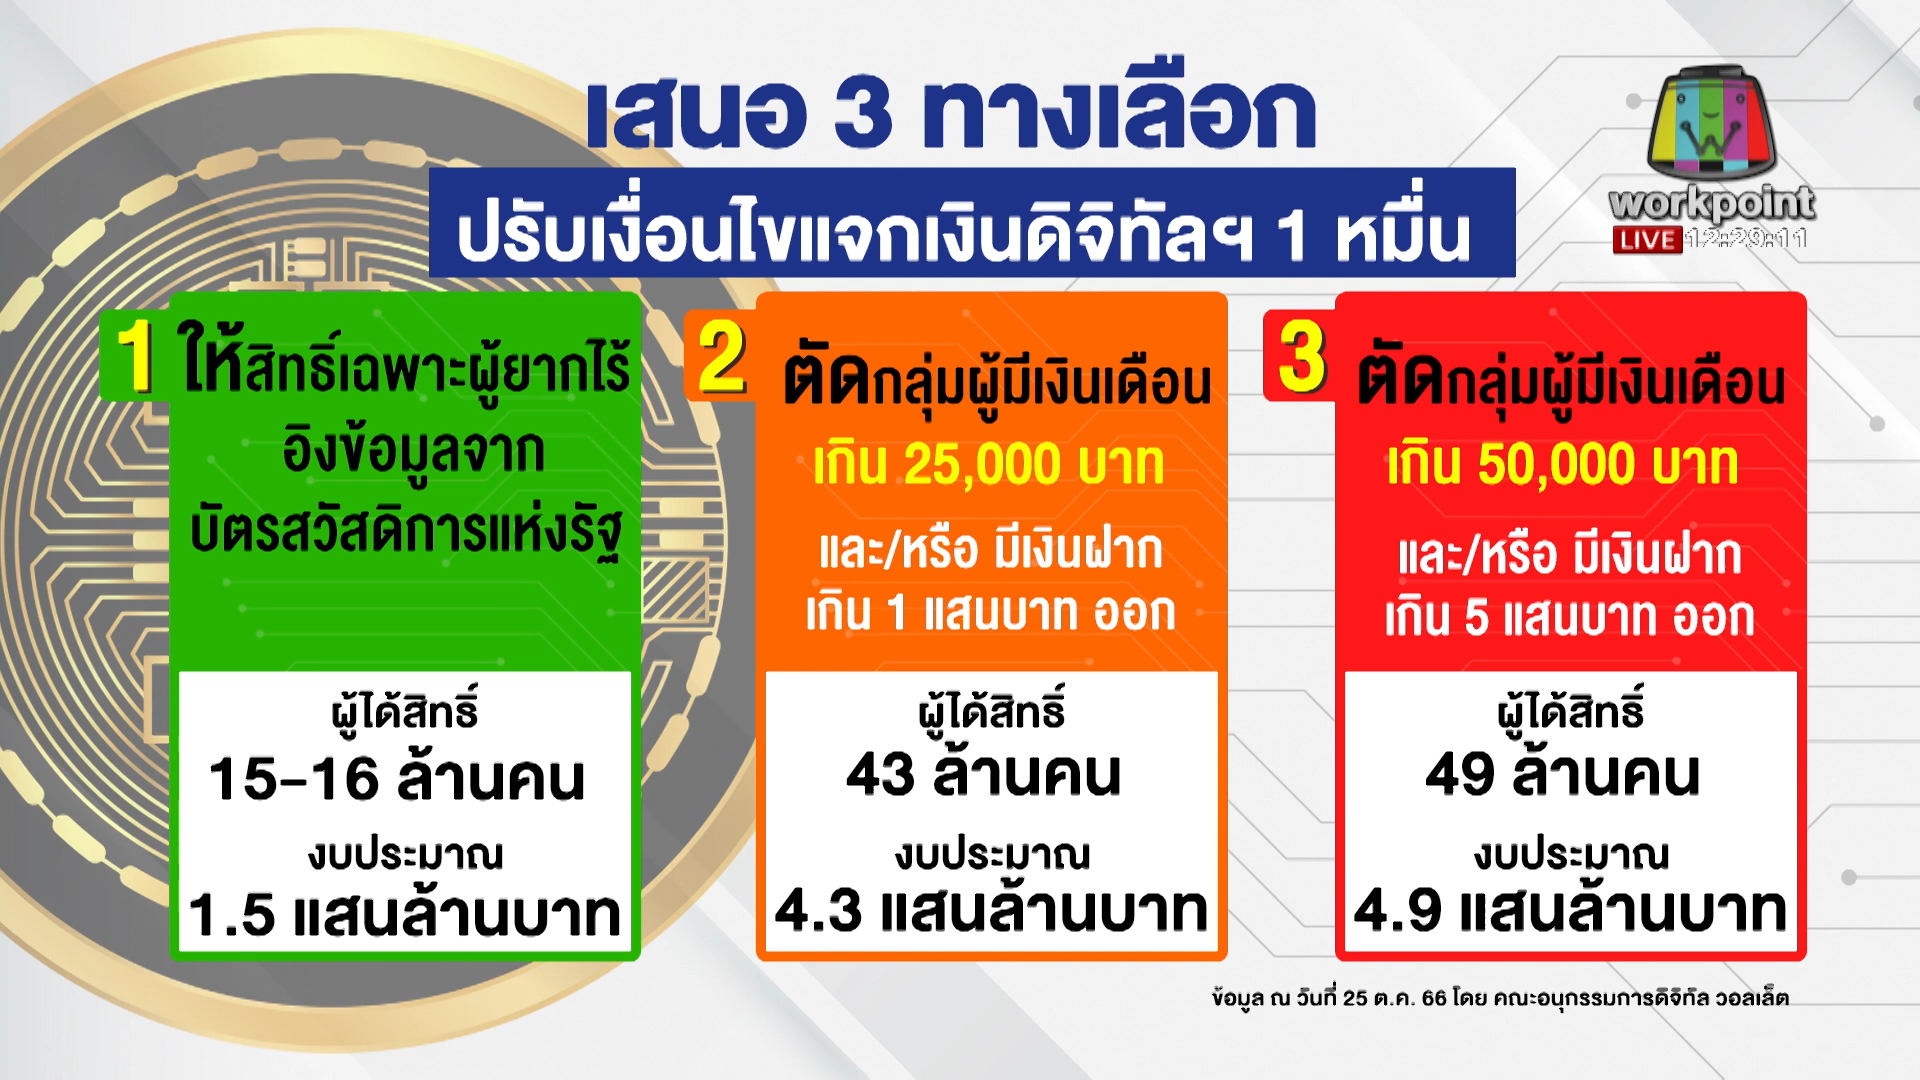 เสนอ 3 ทางเลือก
ปรับเงื่อนไขแจกเงินดิจิทัลฯ 1 หมื่น
workpoint
LIVE 12:29:11
1 ให้สิทธิ์เฉพาะผู้ยากไร้
อิงข้อมูลจาก
บัตรสวัสดิการแห่งรัฐ
ผู้ได้สิทธิ์
15-16 ล้านคน
งบประมาณ
1.5 แสนล้านบาท
2 ตัดกลุ่มผู้มีเงินเดือน
เกิน 25,000 บาท
และ/หรือ มีเงินฝาก
เกิน 1 แสนบาท ออก
ผู้ได้สิทธิ์
43 ล้านคน
งบประมาณ
4.3 แสนล้านบาท
3 ตัดกลุ่มผู้มีเงินเดือน
เกิน 50,000 บาท
และ/หรือ มีเงินฝาก
เกิน 5 แสนบาท ออก
ผู้ได้สิทธิ์
49 ล้านคน
งบประมาณ
4.9 แสนล้านบาท
ข้อมูล ณ วันที่ 25 ต.ค. 66 โดย คณะอนุกรรมการดิจิทัล วอลเล็ต